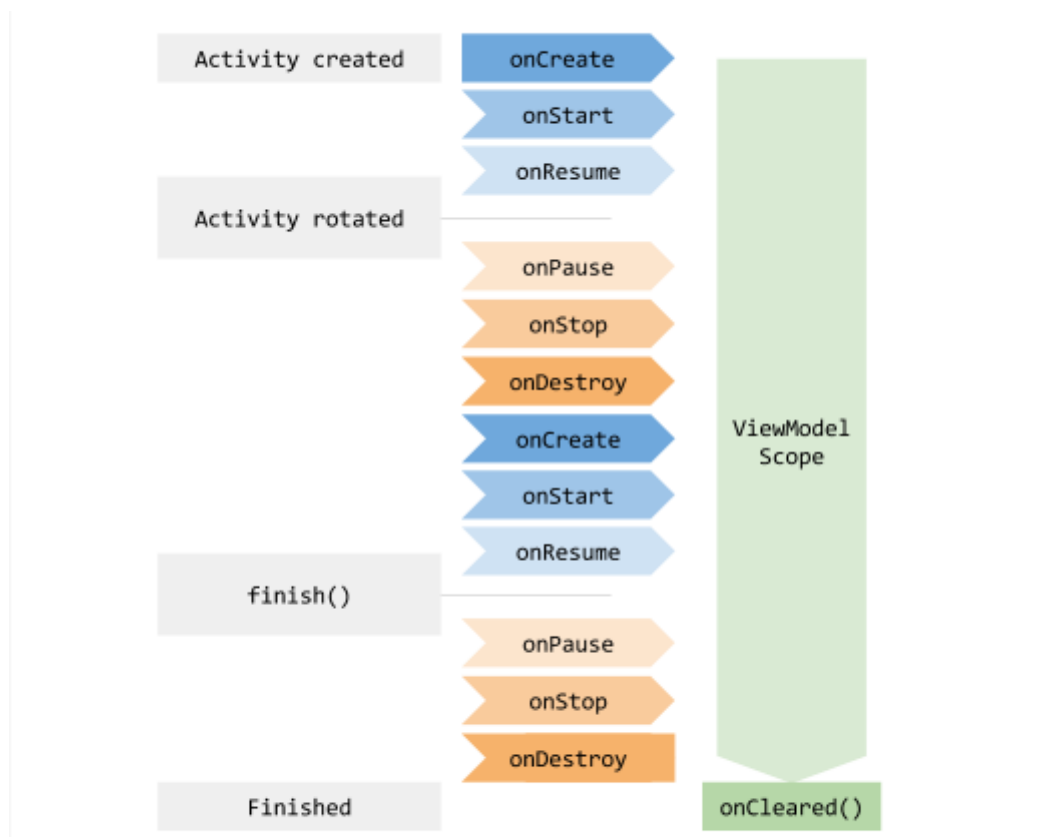 Activity created
onCreate
onStart
onResume
Activity rotated
onPause
onStop
onDestroy
onCreate
onStart
onResume
finish()
onPause
onStop
onDestroy
Finished
ViewModel
Scope
onCleared()